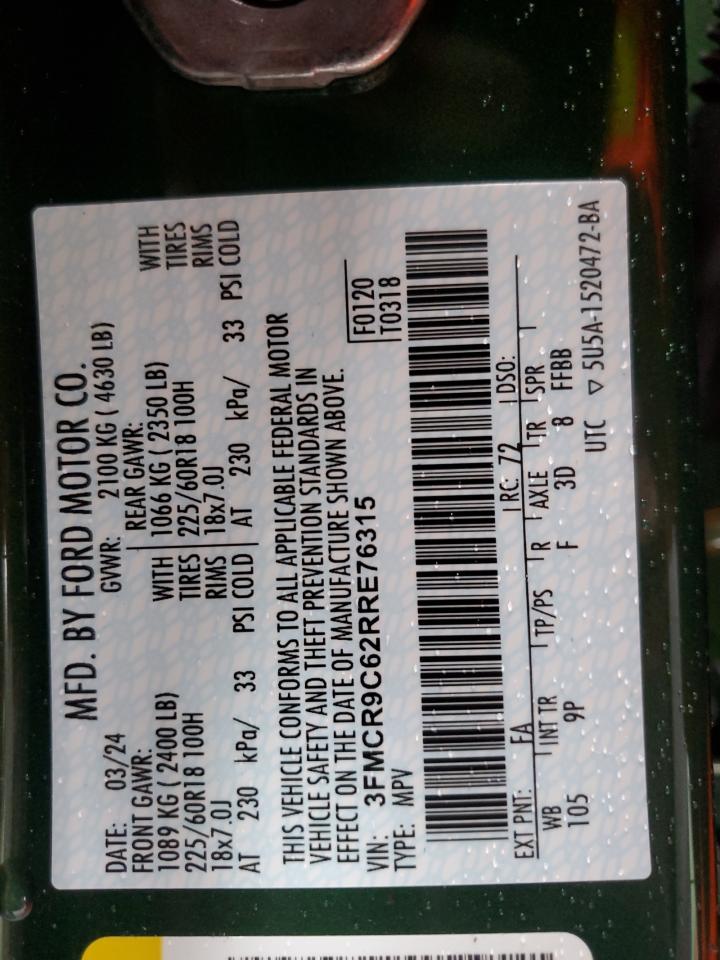 MFD. BY FORD MOTOR CO.
DATE: 03/24 GVWR: 2100 KG ( 4630 LB)
FRONT GAWR: REAR GAWR:
1089 KG ( 2400 LB) WITH 1066 KG ( 2350 LB) WITH
225/60R18 100H TIRES 225/60R18 100H TIRES
18x7.0J RIMS 18x7.0J RIMS
AT 230 kPa/ 33 PSI COLD AT 230 kPa/ 33 PSI COLD
THIS VEHICLE CONFORMS TO ALL APPLICABLE FEDERAL MOTOR
VEHICLE SAFETY AND THEFT PREVENTION STANDARDS IN
EFFECT ON THE DATE OF MANUFACTURE SHOWN ABOVE.
VIN: 3FMCR9C62RRE76315 F0120
TYPE: MPV T0318
EXT PNT: FA RC: 72 DSO:
WB INT TR TP/PS R AXLE TR SPR
105 9P F 3D 8 FFBB
UTC ▽ 5U5A-1520472-BA